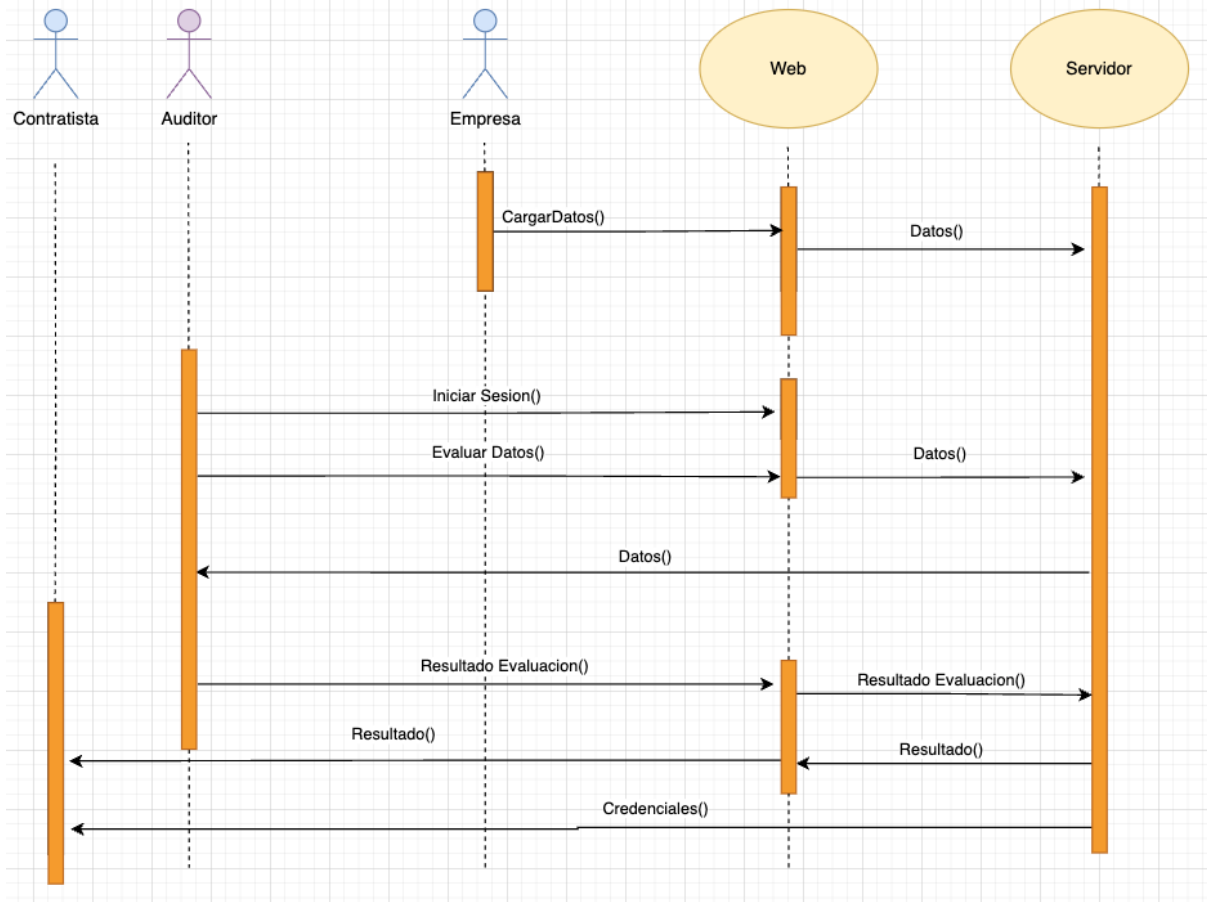 Contratista
Auditor
Empresa
Web
Servidor
CargarDatos()
Datos()
Iniciar Sesion()
Evaluar Datos()
Datos()
Datos()
Resultado Evaluacion()
Resultado Evaluacion()
Resultado()
Resultado()
Credenciales()